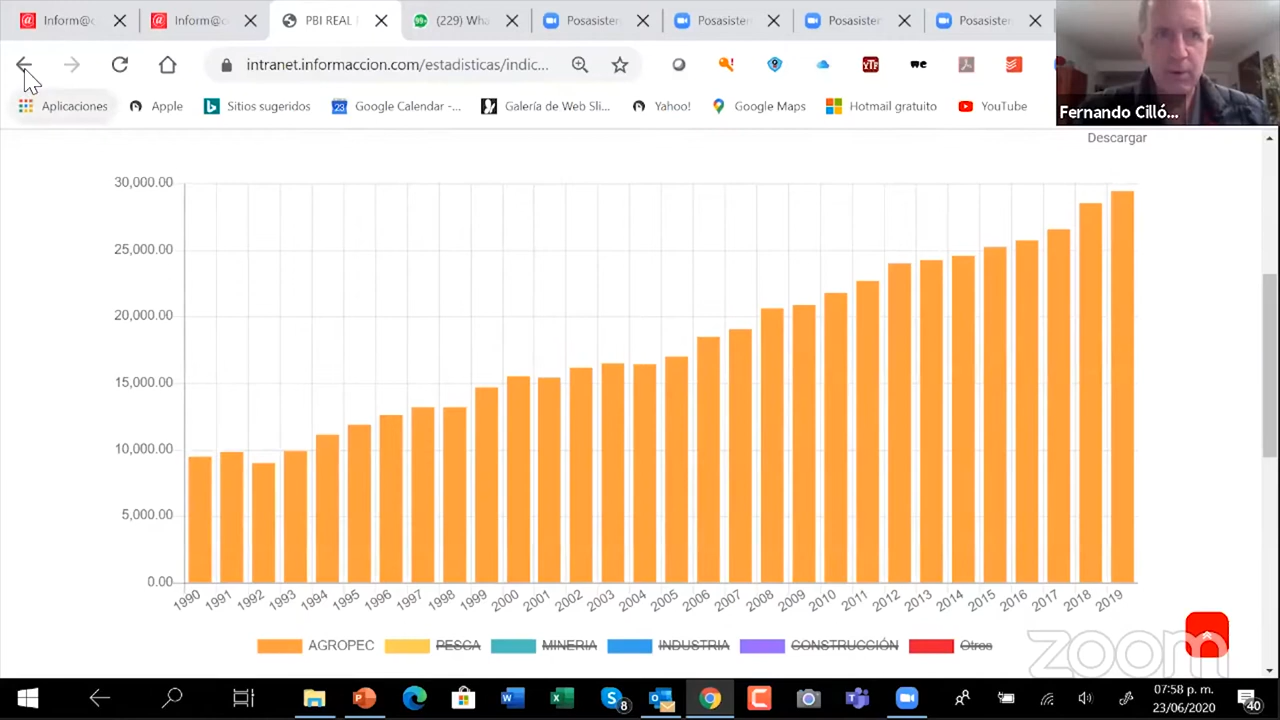 Inform@c
Inform@c
PBI REAL
(229) Wha
Posasister
Posasister
Posasister
Posasister
intranet.informaccion.com/estadisticas/indic...
Aplicaciones
Apple
Sitios sugeridos
Google Calendar -...
Galería de Web Sli...
Yahoo!
Google Maps
Hotmail gratuito
YouTube
Fernando Cilló...
Descargar
30,000.00
25,000.00
20,000.00
15,000.00
10,000.00
5,000.00
0.00
1990 1991 1992 1993 1994 1995 1996 1997 1998 1999 2000 2001 2002 2003 2004 2005 2006 2007 2008 2009 2010 2011 2012 2013 2014 2015 2016 2017 2018 2019
AGROPEC PESCA MINERIA INDUSTRIA CONSTRUCCIÓN Otros
zoom
07:58 p. m.
23/06/2020
40
8